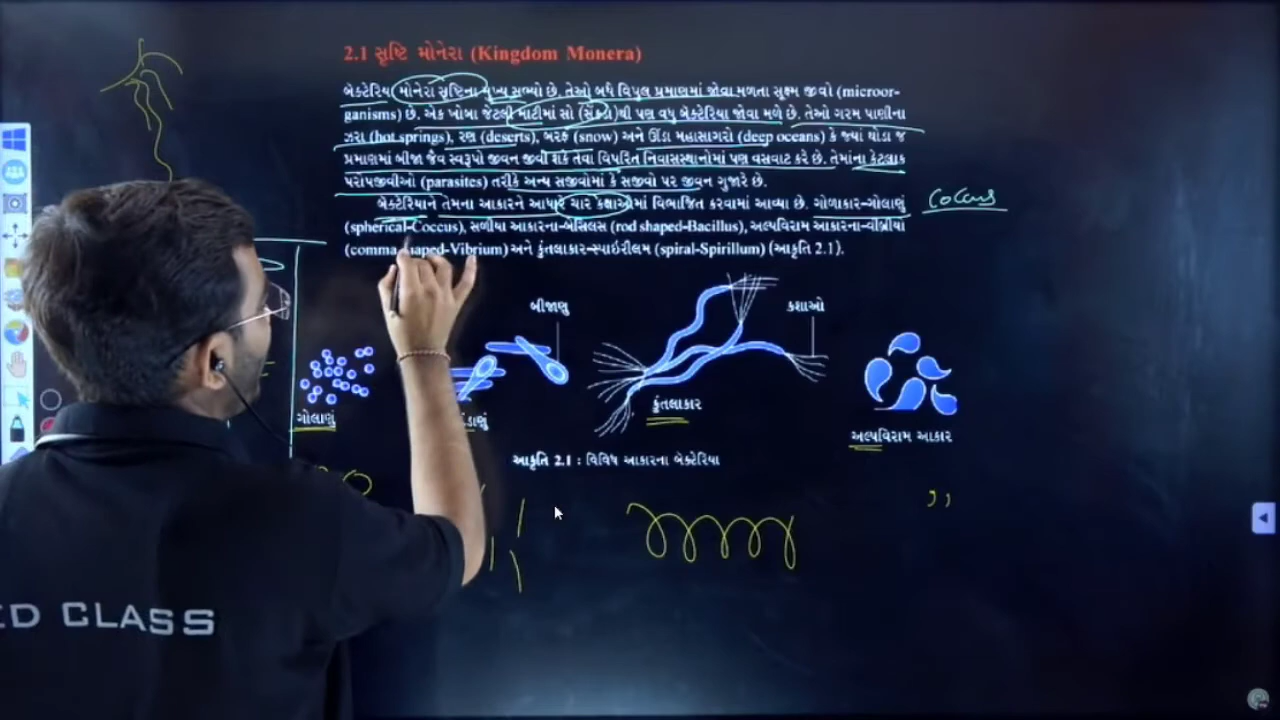 2.1 સૃષ્ટિ મોનેરા (Kingdom Monera)
બેક્ટેરિયા મોનેરા સૃષ્ટિના મુખ્ય સભ્યો છે. તેઓ બધે વિપુલ પ્રમાણમાં જોવા મળતા સૂક્ષ્મ જીવો (microor-
ganisms) છે. એક ખોબા જેટલી માટીમાં સો (સેંકડા)થી પણ વધુ બેક્ટેરિયા જોવા મળે છે. તેઓ ગરમ પાણીના
ઝરા (hot springs), રણ (deserts), બરફ (snow) અને ઊંડા મહાસાગરો (deep oceans) કે જ્યાં થોડા જ
પ્રમાણમાં બીજા જૈવ સ્વરૂપો જીવન જીવી શકે તેવા વિપરિત નિવાસસ્થાનોમાં પણ વસવાટ કરે છે. તેમાંના કેટલાક
પરોપજીવીઓ (parasites) તરીકે અન્ય સજીવોમાં કે સજીવો પર જીવન ગુજારે છે.
બેક્ટેરિયાને તેમના આકારને આધારે ચાર કક્ષાઓમાં વિભાજિત કરવામાં આવ્યા છે. ગોળાકાર-ગોલાણું
coccus
(spherical-Coccus), સળીયા આકારના-બેસિલસ (rod shaped-Bacillus), અલ્પવિરામ આકારના-વીબ્રીયો
(comma shaped-Vibrium) અને કુંતલાકાર-સ્પાઇરીલમ (spiral-Spirillum) (આકૃતિ 2.1).
બીજાણુ
કશાઓ
ગોલાણું
કુંતલાકાર
અલ્પવિરામ આકાર
આકૃતિ 2.1 : વિવિધ આકારના બેક્ટેરિયા
ED CLASS